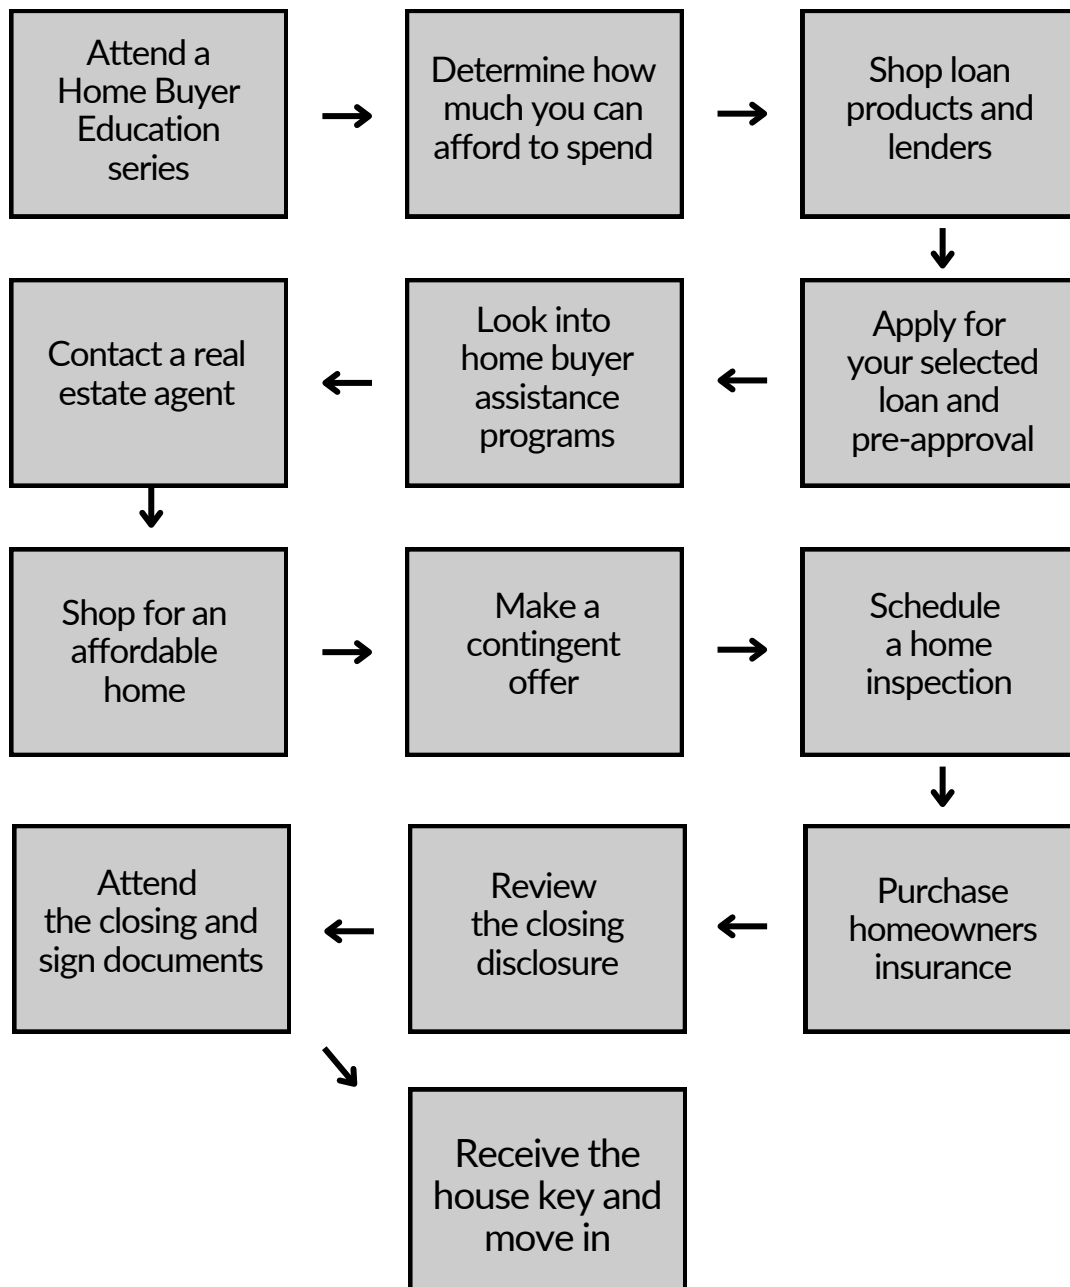 Attend a
Home Buyer
Education
series
Determine how
much you can
afford to spend
Shop loan
products and
lenders
Apply for
your selected
loan and
pre-approval
Look into
home buyer
assistance
programs
Contact a real
estate agent
Shop for an
affordable
home
Make a
contingent
offer
Schedule
a home
inspection
Purchase
homeowners
insurance
Review
the closing
disclosure
Attend
the closing and
sign documents
Receive the
house key and
move in